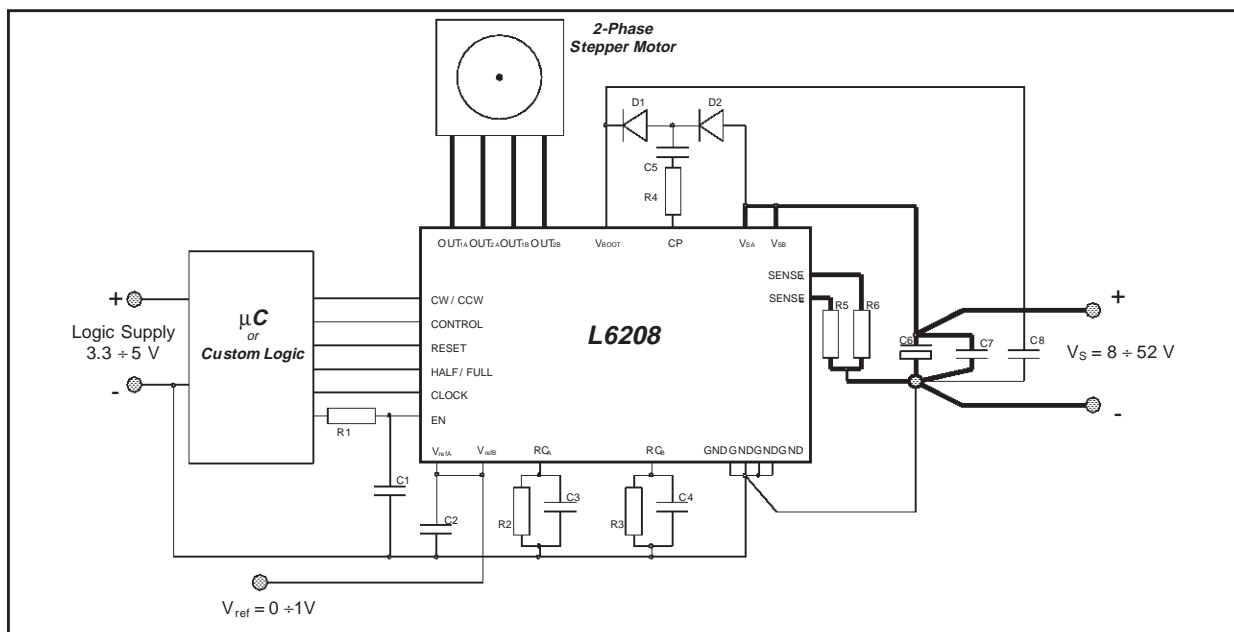 2-Phase
Stepper Motor
D1
D2
C5
R4
OUT1A OUT2A OUT1B OUT2B
VBOOT
CP
VSA
VSB
SENSEA
SENSE
R5
R6
C6
C7
C8
+
VS = 8 ÷ 52 V
-
+
Logic Supply
3.3 ÷ 5 V
-
µC
or
Custom Logic
CW / CCW
CONTROL
RESET
HALF / FULL
CLOCK
EN
L6208
R1
VrefA
VrefB
RCA
RCB
GND GND GND GND
C1
C2
R2
C3
R3
C4
Vref = 0 ÷1V